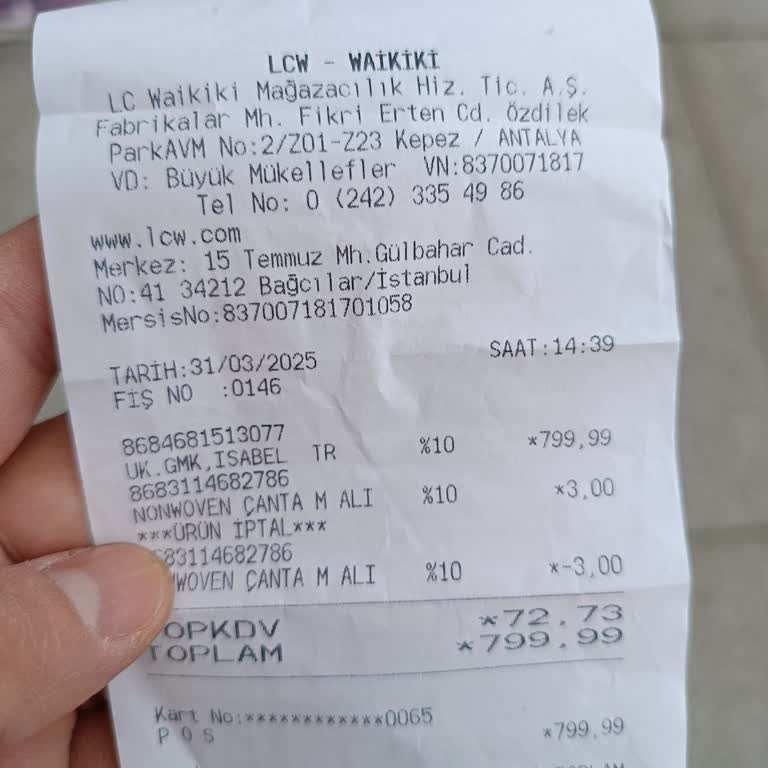 LCW - WAİKİKİ
LC Waikiki Mağazacılık Hiz. Tic. A.Ş.
Fabrikalar Mh. Fikri Erten Cd. Özdilek
ParkAVM No:2/Z01-Z23 Kepez / ANTALYA
VD: Büyük Mükellefler VN:8370071817
Tel No: 0 (242) 335 49 86
www.lcw.com
Merkez: 15 Temmuz Mh.Gülbahar Cad.
NO:41 34212 Bağcılar/İstanbul
MersisNo:837007181701058
TARİH:31/03/2025 SAAT:14:39
FİŞ NO :0146
8684681513077
UK.GMK,ISABEL TR %10 *799,99
8683114682786
NONWOVEN ÇANTA M ALI %10 *3,00
***ÜRÜN İPTAL***
83114682786
WOVEN ÇANTA M ALI %10 *-3,00
TOPKDV *72.73
TOPLAM *799.99
Kart No:************0065
P O S *799,99